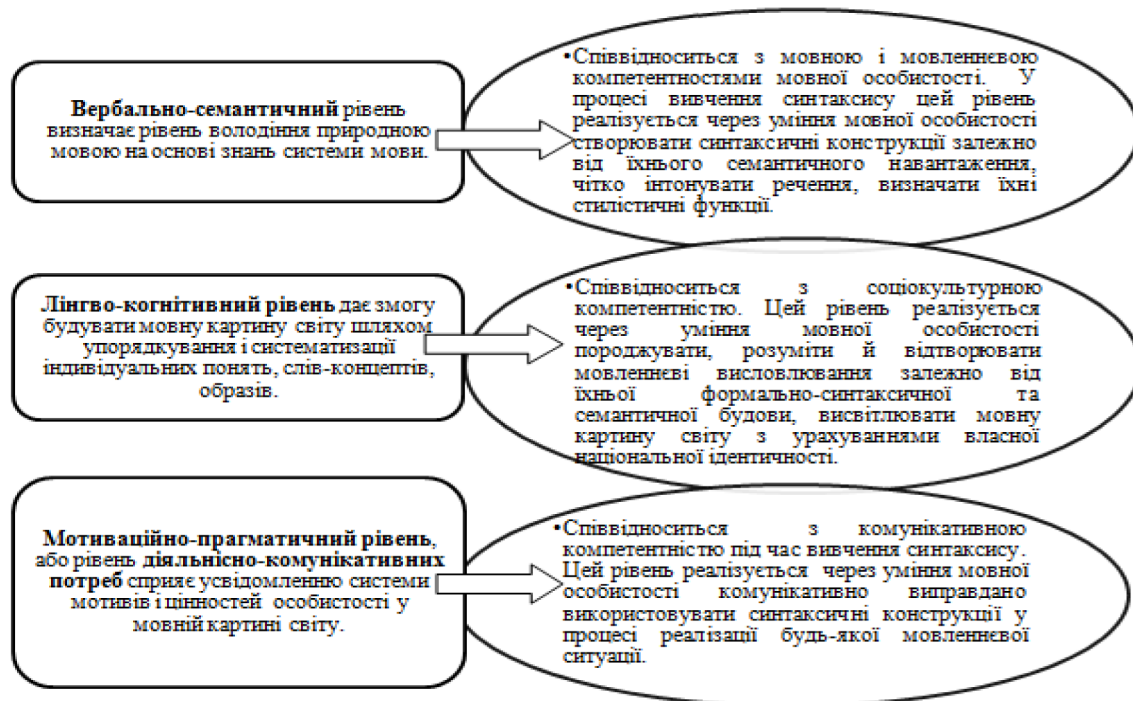 Вербально-семантичний рівень
визначає рівень володіння природною
мовою на основі знань системи мови.
•Співвідноситься з мовною і мовленнєвою
компетентностями мовної особистості. У
процесі вивчення синтаксису цей рівень
реалізується через уміння мовної особистості
створювати синтаксичні конструкції залежно
від їхнього семантичного навантаження,
чітко інтонувати речення, визначати їхні
стилістичні функції.
Лінгво-когнітивний рівень дає змогу
будувати мовну картину світу шляхом
упорядкування і систематизації
індивідуальних понять, слів-концептів,
образів.
•Співвідноситься з соціокультурною
компетентністю. Цей рівень реалізується
через уміння мовної особистості
породжувати, розуміти й відтворювати
мовленнєві висловлювання залежно від
їхньої формально-синтаксичної та
семантичної будови, висвітлювати мовну
картину світу з урахуваннями власної
національної ідентичності.
Мотиваційно-прагматичний рівень,
або рівень діяльнісно-комунікативних
потреб сприяє усвідомленню системи
мотивів і цінностей особистості у
мовній картині світу.
•Співвідноситься з комунікативною
компетентністю під час вивчення синтаксису.
Цей рівень реалізується через уміння мовної
особистості комунікативно виправдано
використовувати синтаксичні конструкції у
процесі реалізації будь-якої мовленнєвої
ситуації.